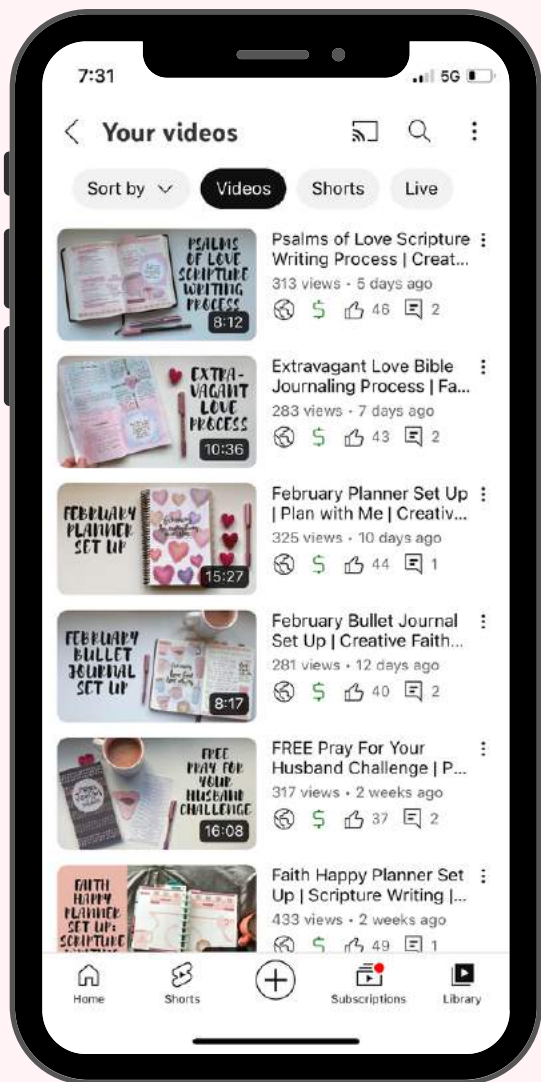 7:31
5G
Your videos
Sort by
Videos
Shorts
Live
PSALMS
OF LOVE
SCRIPTURE
WRITING
PROCESS
8:12
Psalms of Love Scripture
Writing Process | Creat...
313 views · 5 days ago
$ 46 2
EXTRA-
VAGANT
LOVE
PROCESS
10:36
Extravagant Love Bible
Journaling Process | Fa...
283 views · 7 days ago
$ 43 2
FEBRUARY
PLANNER
SET UP
15:27
February Planner Set Up
| Plan with Me | Creativ...
325 views · 10 days ago
$ 44 1
FEBRUARY
BULLET
JOURNAL
SET UP
8:17
February Bullet Journal
Set Up | Creative Faith...
281 views · 12 days ago
$ 40 2
FREE
PRAY FOR
YOUR
HUSBAND
CHALLENGE
16:08
FREE Pray For Your
Husband Challenge | P...
317 views · 2 weeks ago
$ 37 2
FAITH
HAPPY
PLANNER
SET UP:
SCRIPTURE
Faith Happy Planner Set
Up | Scripture Writing |...
433 views · 2 weeks ago
$ 49 1
Home
Shorts
Subscriptions
Library